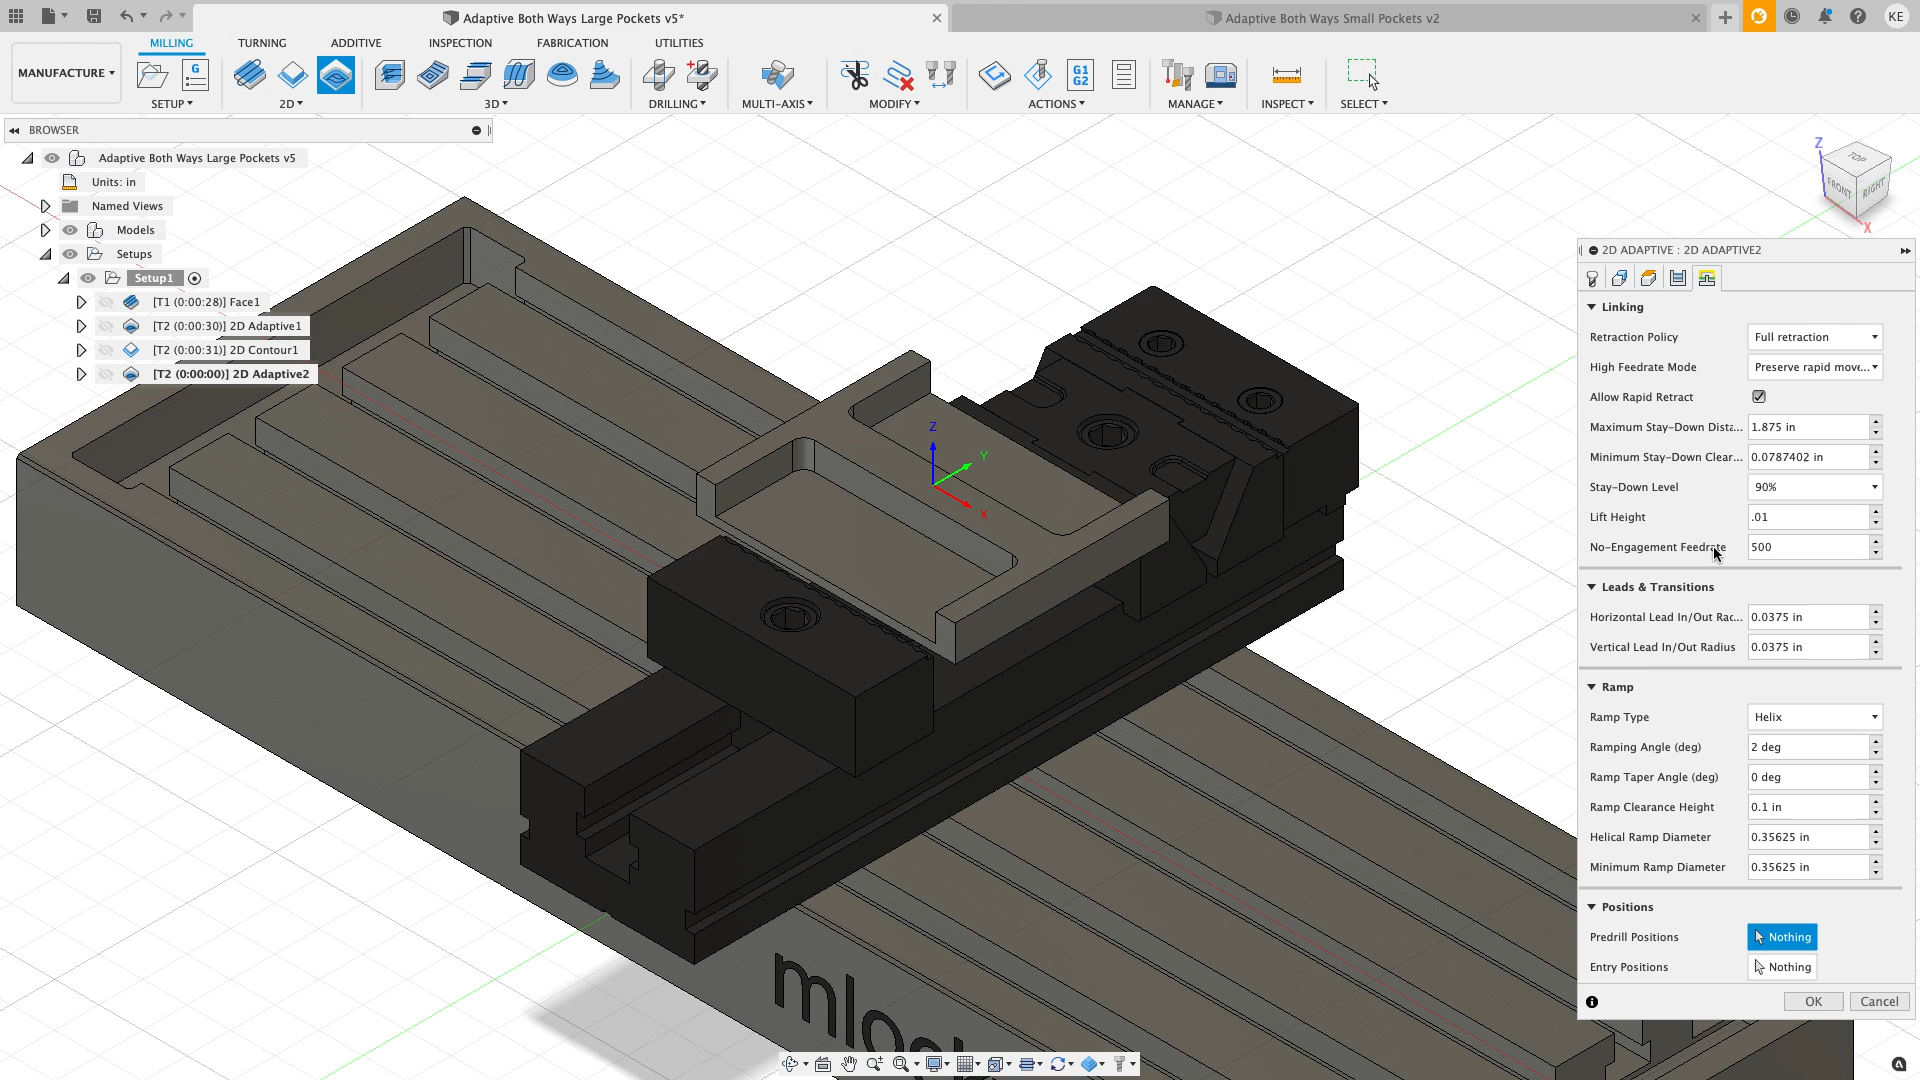 Adaptive Both Ways Large Pockets v5*
Adaptive Both Ways Small Pockets v2
KE
MANUFACTURE
MILLING
TURNING
ADDITIVE
INSPECTION
FABRICATION
UTILITIES
G
G1
G2
SETUP
2D
3D
DRILLING
MULTI-AXIS
MODIFY
ACTIONS
MANAGE
INSPECT
SELECT
BROWSER
Adaptive Both Ways Large Pockets v5
Units: in
Named Views
Models
Setups
Setup1
[T1 (0:00:28)] Face1
[T2 (0:00:30)] 2D Adaptive1
[T2 (0:00:31)] 2D Contour1
[T2 (0:00:00)] 2D Adaptive2
Z
TOP
FRONT
RIGHT
X
Z
Y
X
2D ADAPTIVE : 2D ADAPTIVE2
Linking
Retraction Policy Full retraction
High Feedrate Mode Preserve rapid move...
Allow Rapid Retract
Maximum Stay-Down Dista... 1.875 in
Minimum Stay-Down Clear... 0.0787402 in
Stay-Down Level 90%
Lift Height .01
No-Engagement Feedrate 500
Leads & Transitions
Horizontal Lead In/Out Rac... 0.0375 in
Vertical Lead In/Out Radius 0.0375 in
Ramp
Ramp Type Helix
Ramping Angle (deg) 2 deg
Ramp Taper Angle (deg) 0 deg
Ramp Clearance Height 0.1 in
Helical Ramp Diameter 0.35625 in
Minimum Ramp Diameter 0.35625 in
Positions
Predrill Positions Nothing
Entry Positions Nothing
OK Cancel